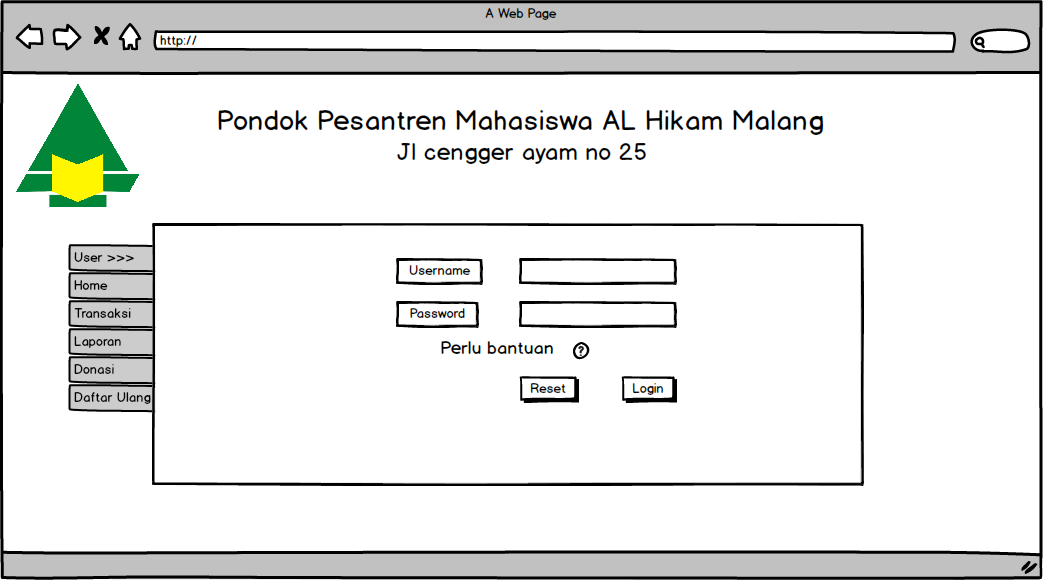 A Web Page
http://
Pondok Pesantren Mahasiswa AL Hikam Malang
Jl cengger ayam no 25
User >>>
Home
Transaksi
Laporan
Donasi
Daftar Ulang
Username
Password
Perlu bantuan ?
Reset Login